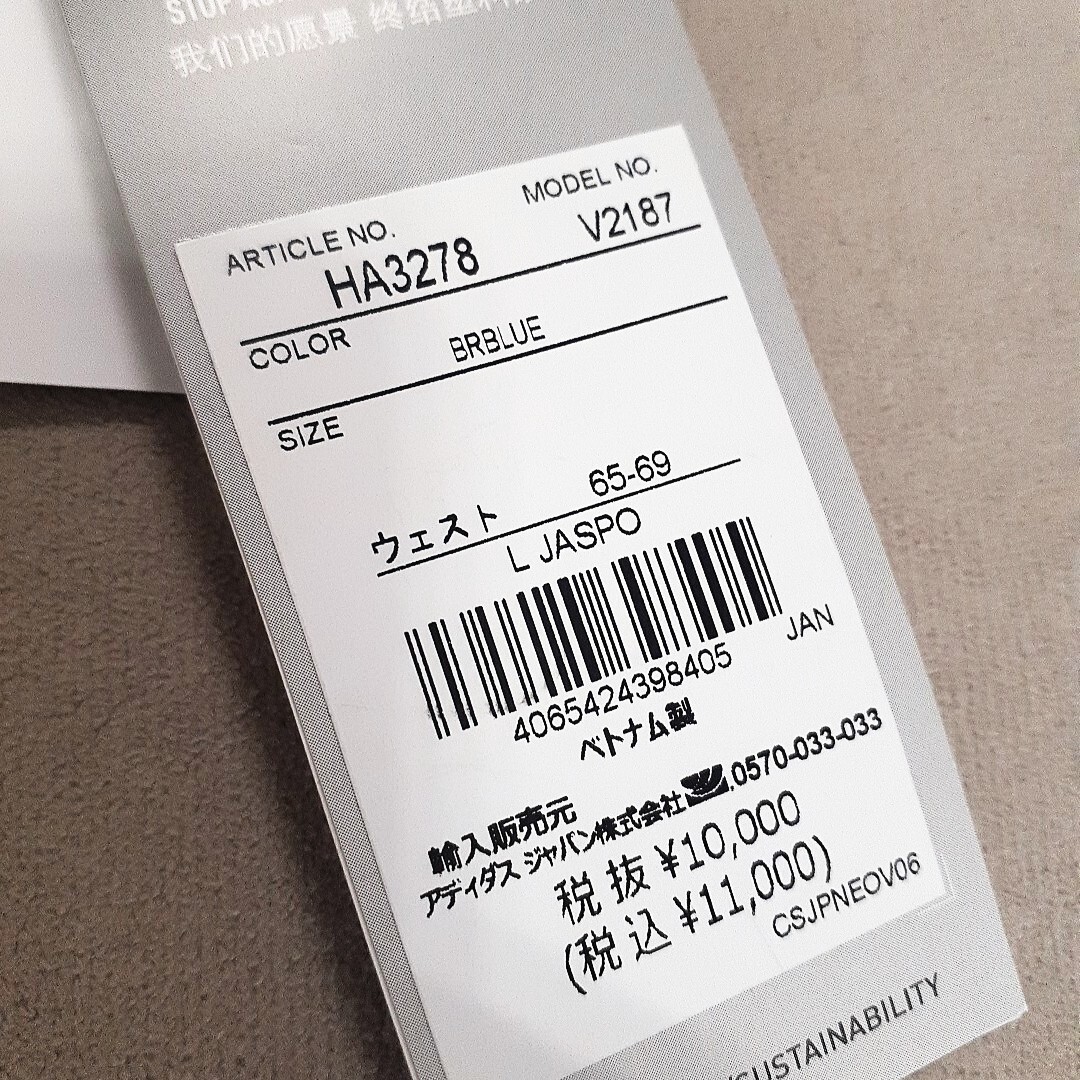 STOP
我们的愿景 终结塑料
ARTICLE NO.
HA3278
MODEL NO.
V2187
COLOR
BRBLUE
SIZE
ウェスト 65-69
L JASPO
4065424398405
JAN
ベトナム製
輸入販売元
アディダス ジャパン株式会社 .0570-033-033
税 抜 ¥10,000
(税 込 ¥11,000)
CSJPNEOV06
/SUSTAINABILITY